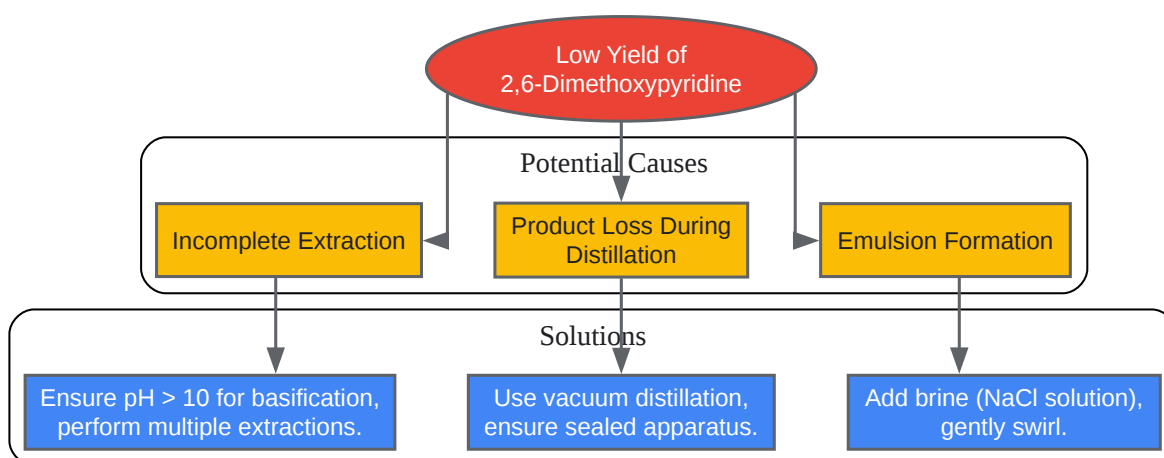 Low Yield of
2,6-Dimethoxypyridine
Potential Causes
Incomplete Extraction
Product Loss During
Distillation
Emulsion Formation
Solutions
Ensure pH > 10 for basification,
perform multiple extractions.
Use vacuum distillation,
ensure sealed apparatus.
Add brine (NaCl solution),
gently swirl.